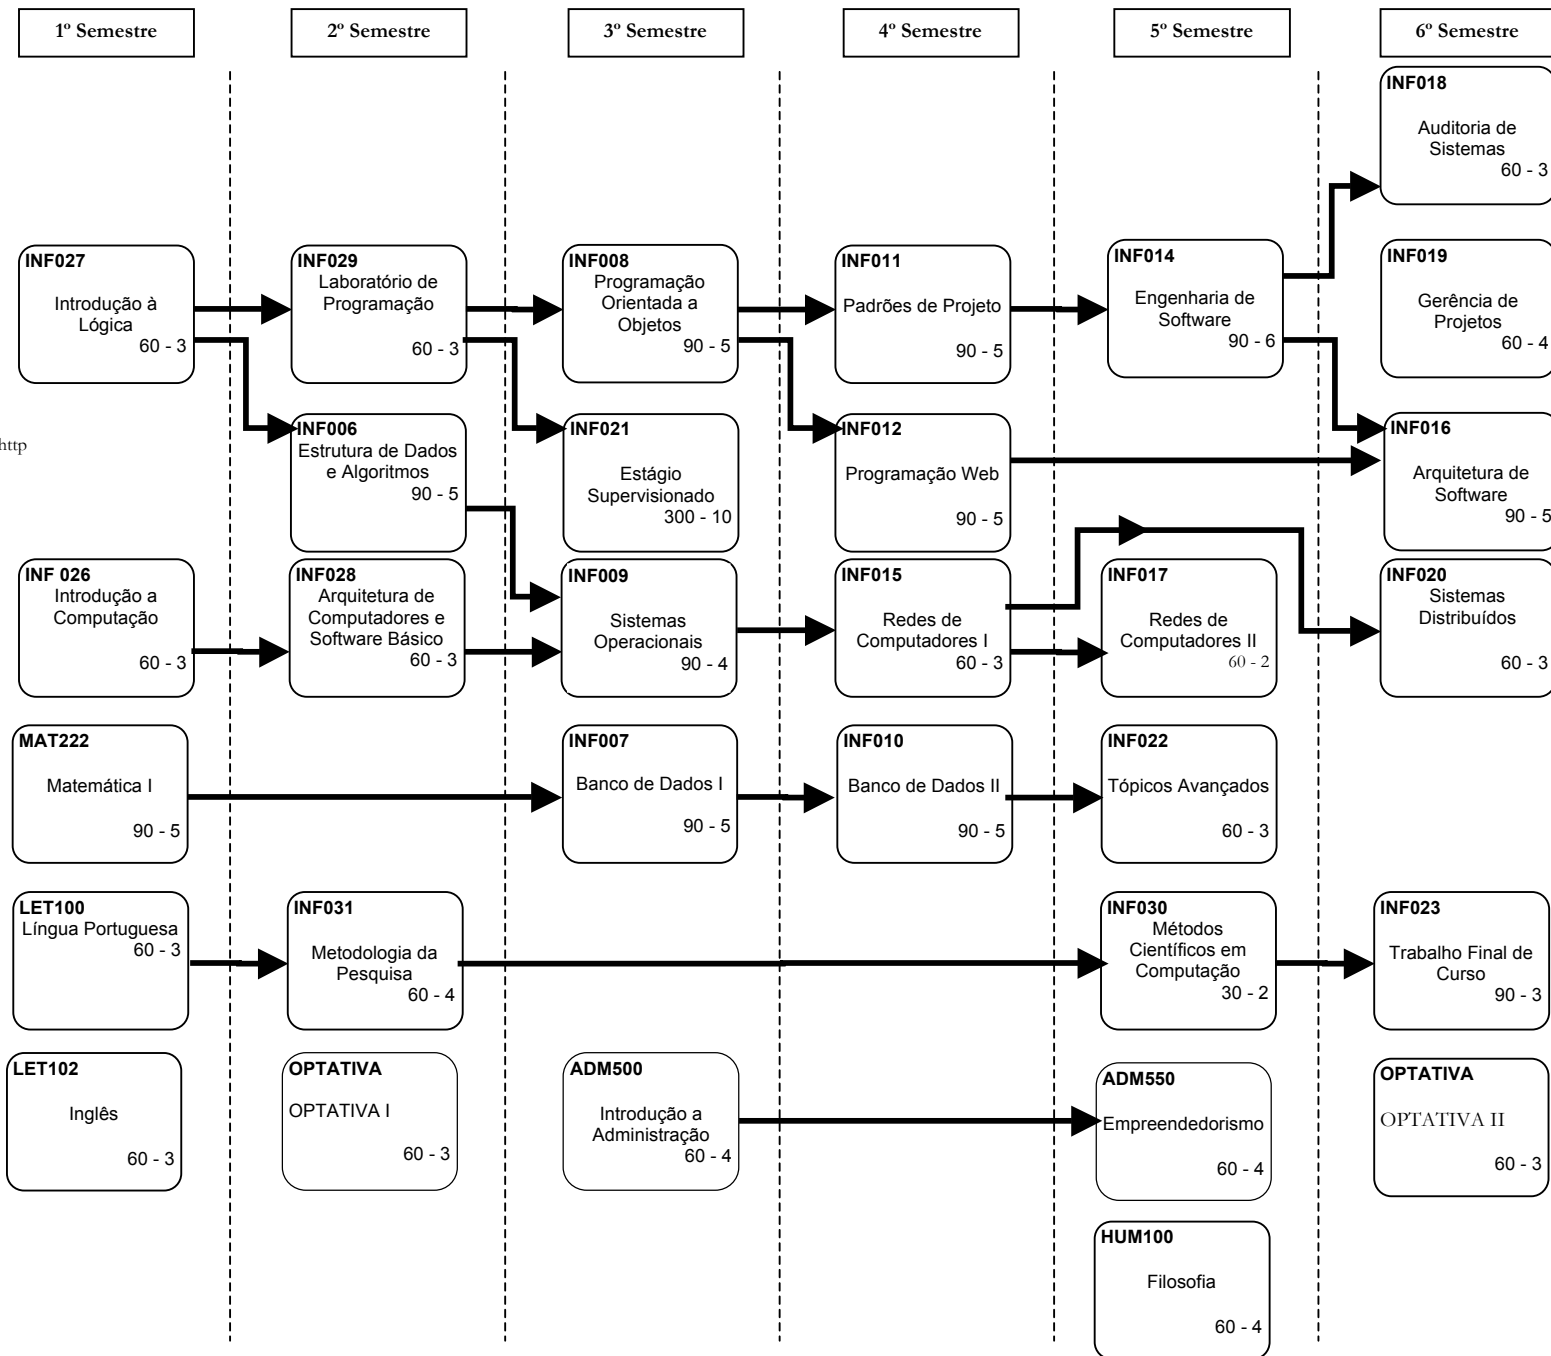 1º Semestre
2º Semestre
3º Semestre
4º Semestre
5º Semestre
6º Semestre
INF018
Auditoria de
Sistemas
60 - 3
INF027
Introdução à
Lógica
60 - 3
INF029
Laboratório de
Programação
60 - 3
INF008
Programação
Orientada a
Objetos
90 - 5
INF011
Padrões de Projeto
90 - 5
INF014
Engenharia de
Software
90 - 6
INF019
Gerência de
Projetos
60 - 4
http
INF006
Estrutura de Dados
e Algoritmos
90 - 5
INF021
Estágio
Supervisionado
300 - 10
INF012
Programação Web
90 - 5
INF016
Arquitetura de
Software
90 - 5
INF 026
Introdução a
Computação
60 - 3
INF028
Arquitetura de
Computadores e
Software Básico
60 - 3
INF009
Sistemas
Operacionais
90 - 4
INF015
Redes de
Computadores I
60 - 3
INF017
Redes de
Computadores II
60 - 2
INF020
Sistemas
Distribuídos
60 - 3
MAT222
Matemática I
90 - 5
INF007
Banco de Dados I
90 - 5
INF010
Banco de Dados II
90 - 5
INF022
Tópicos Avançados
60 - 3
LET100
Língua Portuguesa
60 - 3
INF031
Metodologia da
Pesquisa
60 - 4
INF030
Métodos
Científicos em
Computação
30 - 2
INF023
Trabalho Final de
Curso
90 - 3
LET102
Inglês
60 - 3
OPTATIVA
OPTATIVA I
60 - 3
ADM500
Introdução a
Administração
60 - 4
ADM550
Empreendedorismo
60 - 4
OPTATIVA
OPTATIVA II
60 - 3
HUM100
Filosofia
60 - 4